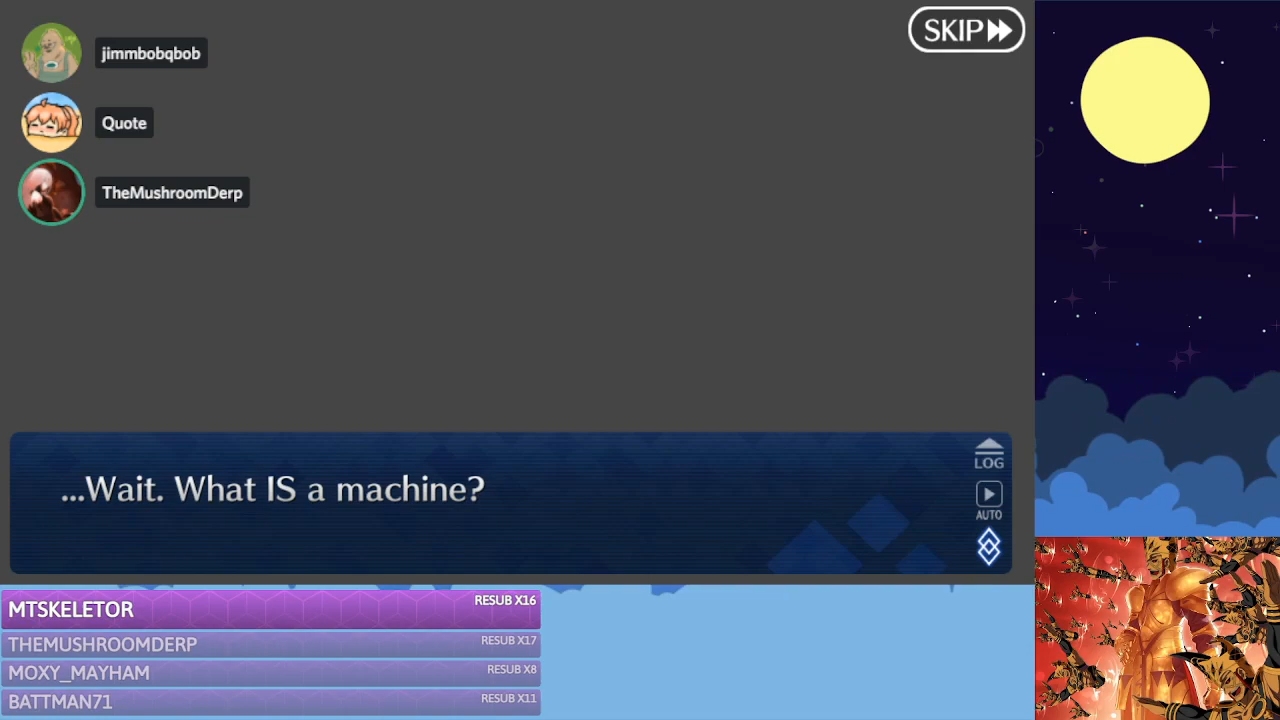 jimmbobqbob
SKIP
Quote
TheMushroomDerp
...Wait. What IS a machine?
LOG
AUTO
MTSKELETOR RESUB X16
THEMUSHROOMDERP RESUB X17
MOXY_MAYHAM RESUB X8
BATTMAN71 RESUB X11